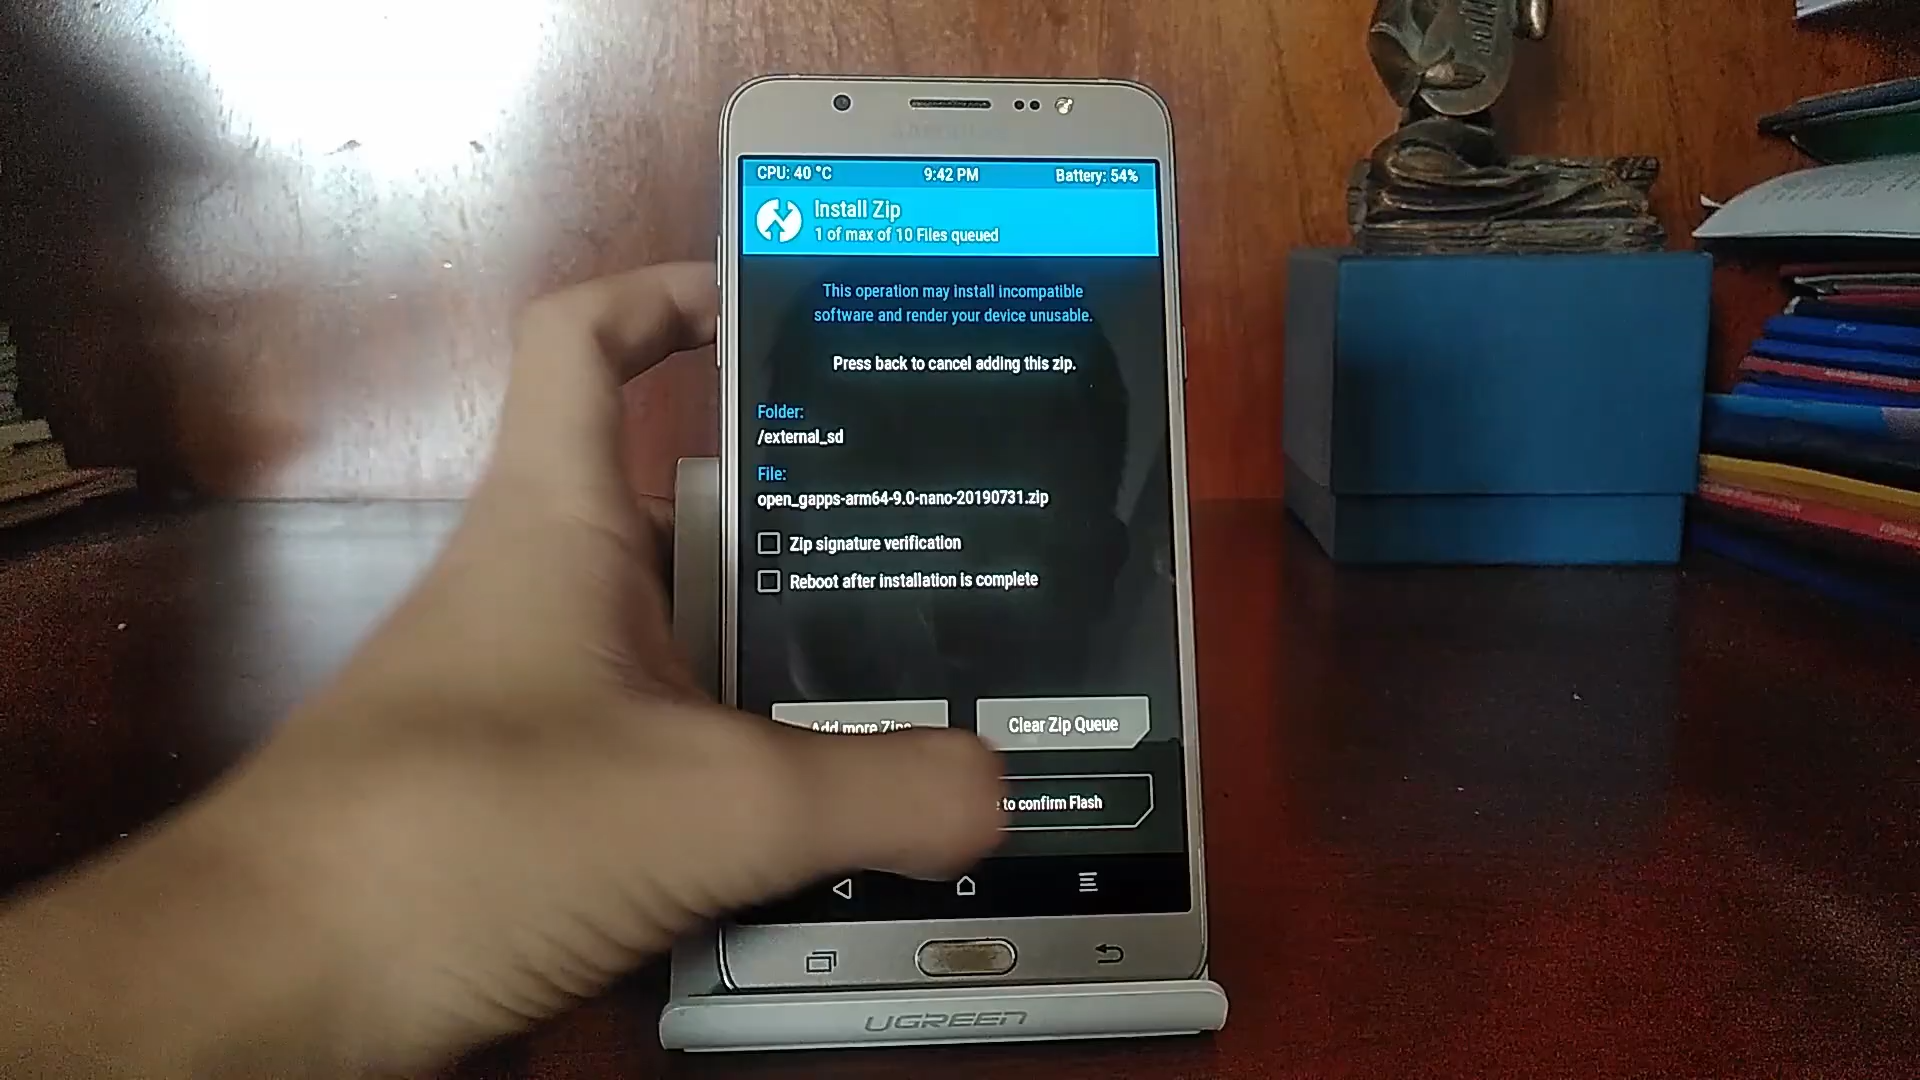 CPU: 40 °C 9:42 PM Battery: 54%
Install Zip
1 of max of 10 Files queued
This operation may install incompatible
software and render your device unusable.
Press back to cancel adding this zip.
Folder:
/external_sd
File:
open_gapps-arm64-9.0-nano-20190731.zip
Zip signature verification
Reboot after installation is complete
Add more Zips Clear Zip Queue
to confirm Flash
UGREEN